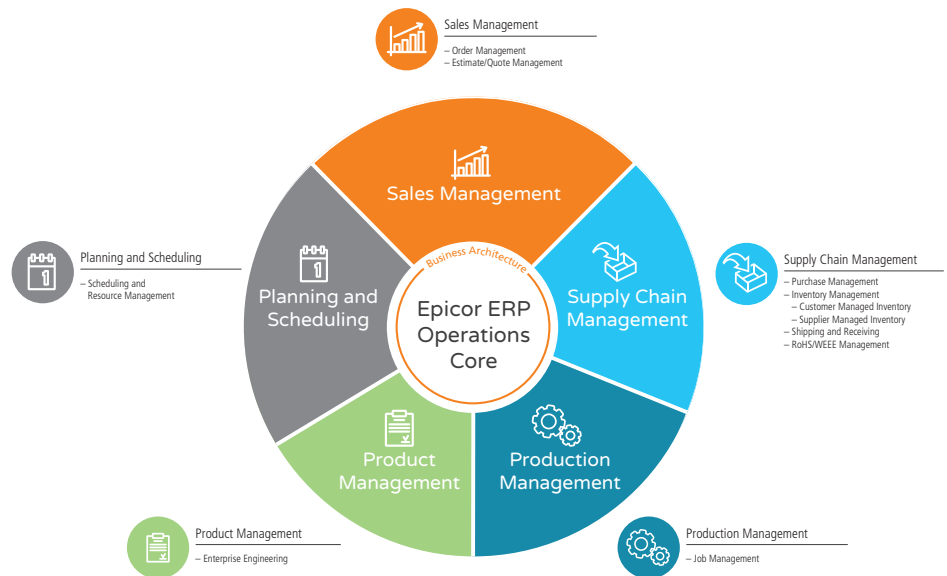 Sales Management
– Order Management
– Estimate/Quote Management
Sales Management
Planning and Scheduling
– Scheduling and
Resource Management
Planning and
Scheduling
Business Architecture
Epicor ERP
Operations
Core
Supply Chain
Management
Supply Chain Management
– Purchase Management
– Inventory Management
– Customer Managed Inventory
– Supplier Managed Inventory
– Shipping and Receiving
– RoHS/WEEE Management
Product
Management
Production
Management
Product Management
– Enterprise Engineering
Production Management
– Job Management
1
1